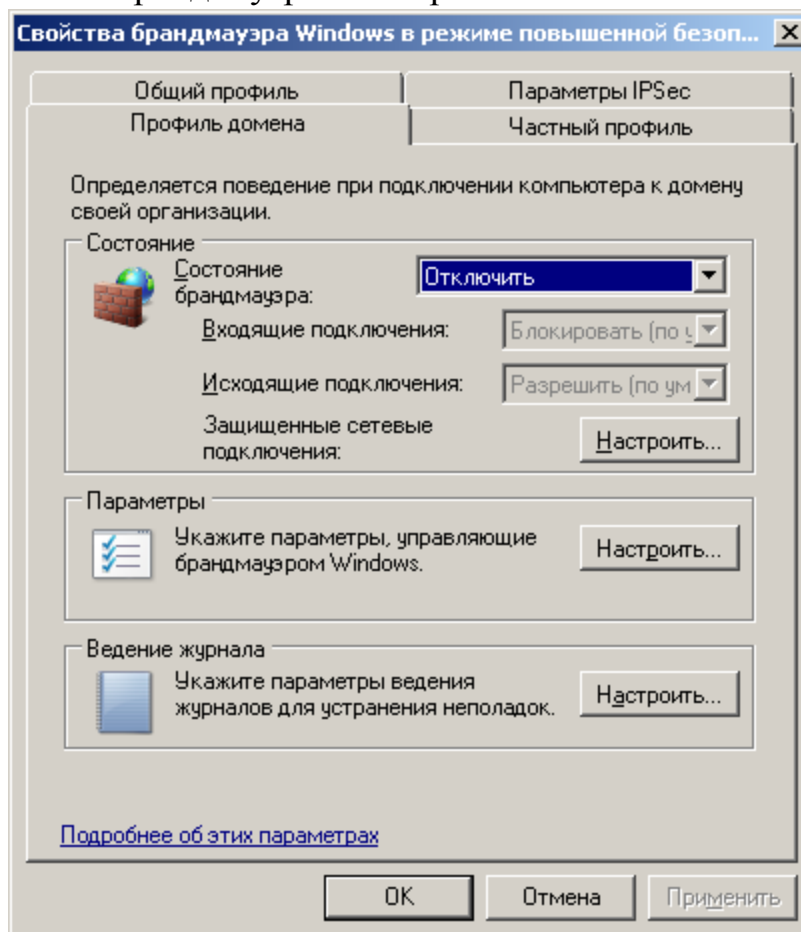 Свойства брандмауэра Windows в режиме повышенной безоп...
Общий профиль
Параметры IPSec
Профиль домена
Частный профиль
Определяется поведение при подключении компьютера к домену
своей организации.
Состояние
Состояние
брандмауэра:
Отключить
Входящие подключения:
Блокировать (по у
Исходящие подключения:
Разрешить (по ум
Защищенные сетевые
подключения:
Настроить...
Параметры
Укажите параметры, управляющие
брандмауэром Windows.
Настроить...
Ведение журнала
Укажите параметры ведения
журналов для устранения неполадок.
Настроить...
Подробнее об этих параметрах
OK
Отмена
Применить